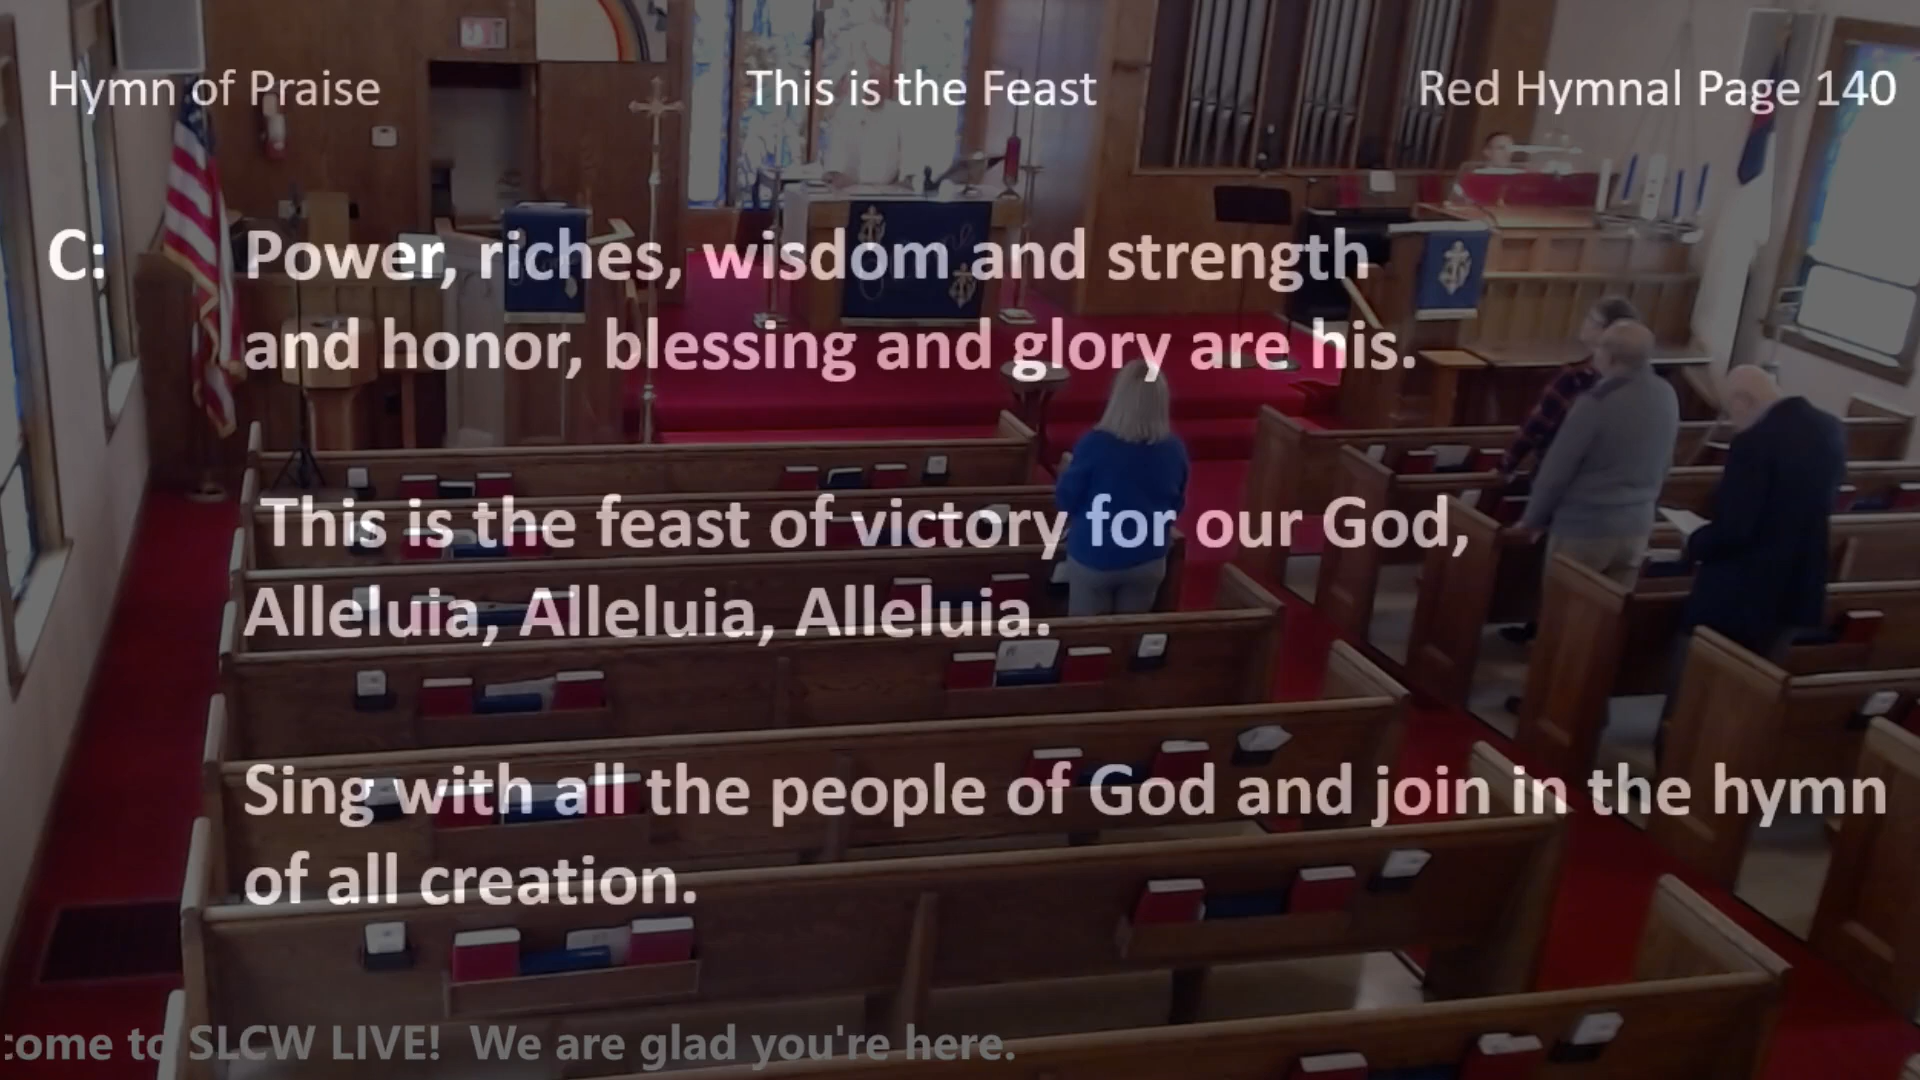 Hymn of Praise This is the Feast Red Hymnal Page 140
C: Power, riches, wisdom and strength
and honor, blessing and glory are his.
This is the feast of victory for our God,
Alleluia, Alleluia, Alleluia.
Sing with all the people of God and join in the hymn
of all creation.
come to SLCW LIVE! We are glad you're here.